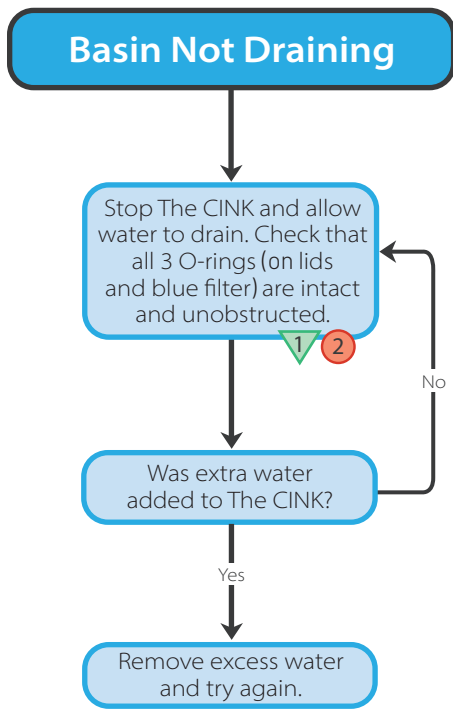 Basin Not Draining
Stop The CINK and allow
water to drain. Check that
all 3 O-rings (on lids
and blue filter) are intact
and unobstructed.
1 2
No
Was extra water
added to The CINK?
Yes
Remove excess water
and try again.